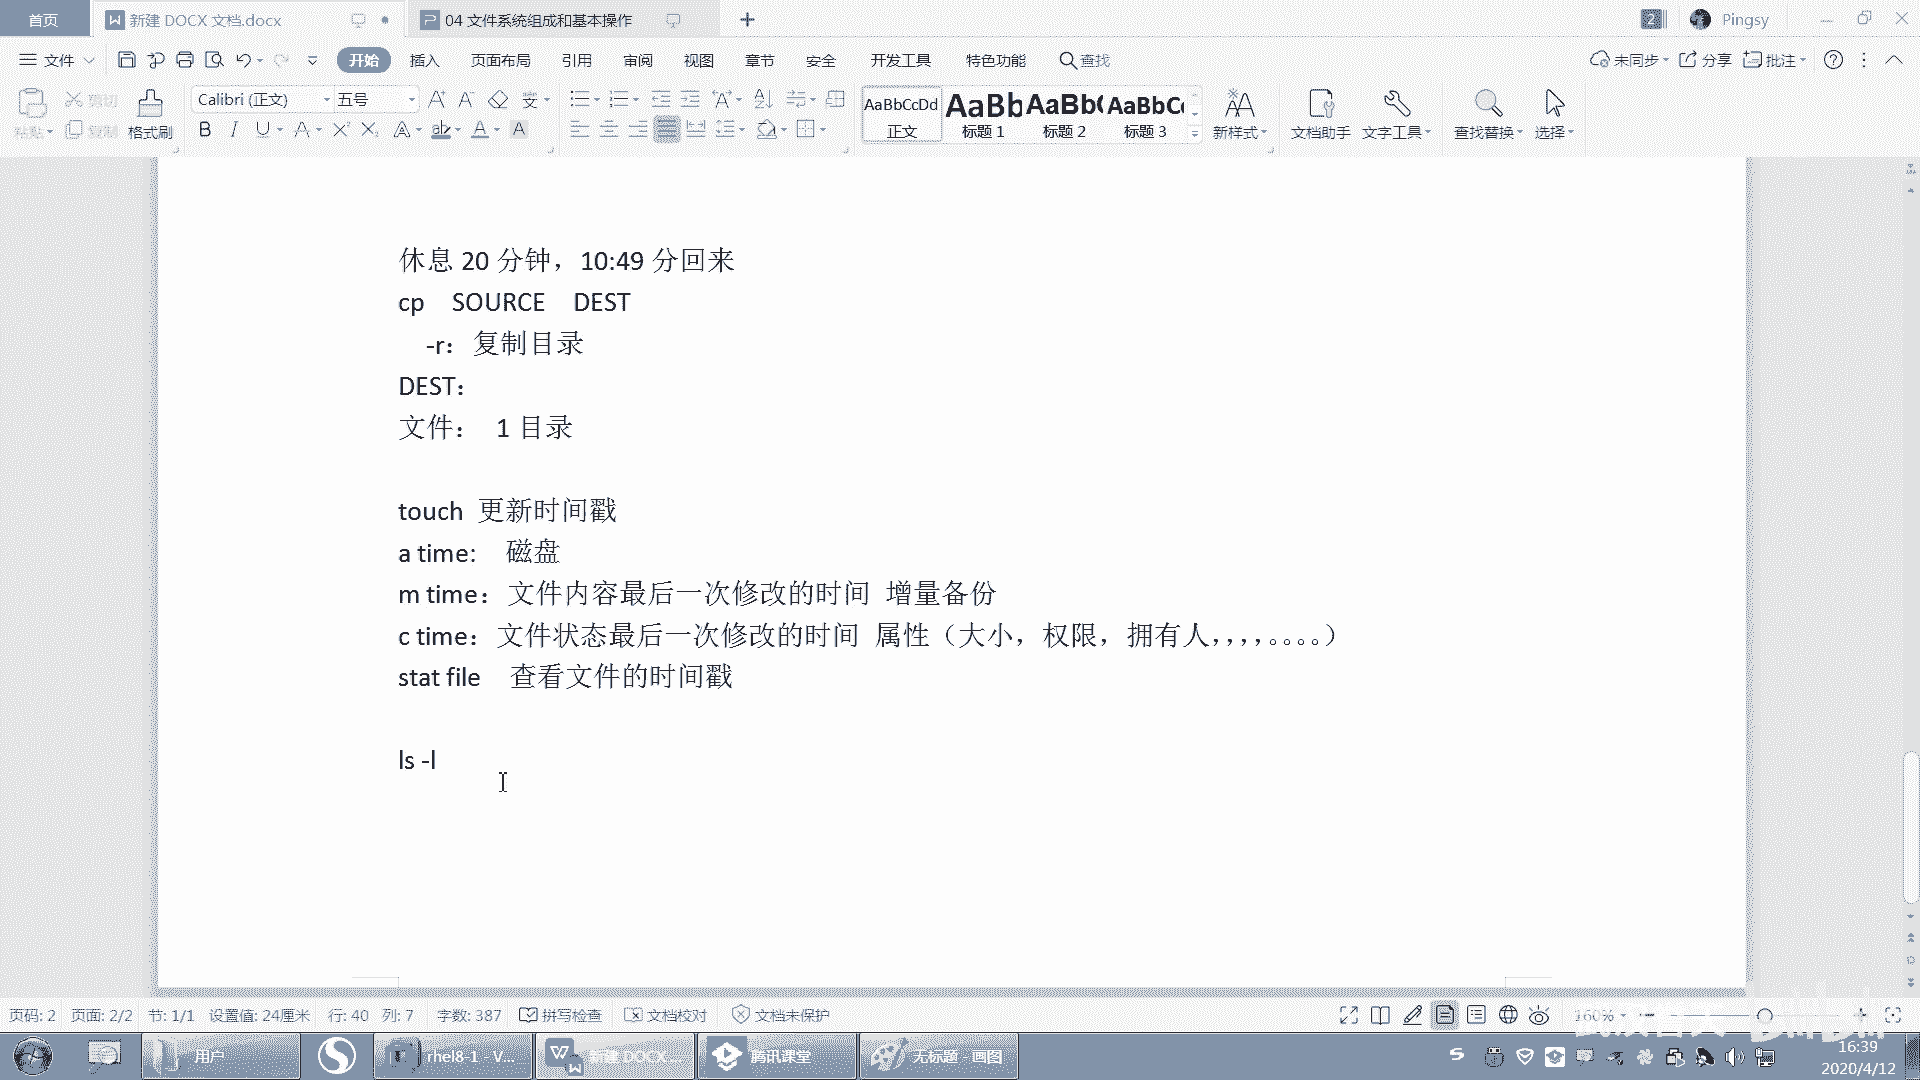 首页 新建 DOCX 文档.docx 04 文件系统组成和基本操作 + 2 Pingsy
文件 开始 插入 页面布局 引用 审阅 视图 章节 安全 开发工具 特色功能 查找 未同步 分享 批注
粘贴 剪切 复制 格式刷 Calibri (正文) 五号
AaBbCcDd 正文 AaBb 标题 1 AaBb( 标题 2 AaBbC 标题 3 新样式 文档助手 文字工具 查找替换 选择
休息 20 分钟，10:49 分回来
cp SOURCE DEST
-r：复制目录
DEST：
文件： 1 目录
touch 更新时间戳
a time: 磁盘
m time：文件内容最后一次修改的时间 增量备份
c time：文件状态最后一次修改的时间 属性（大小，权限，拥有人，，，，。。。。）
stat file 查看文件的时间戳
ls -l
页码: 2 页面: 2/2 节: 1/1 设置值: 24厘米 行: 40 列: 7 字数: 387 拼写检查 文档校对 文档未保护 160%
用户 rhel8-1 - V... 新建 DOCX... 腾讯课堂 无标题 - 画图
16:39
2020/4/12